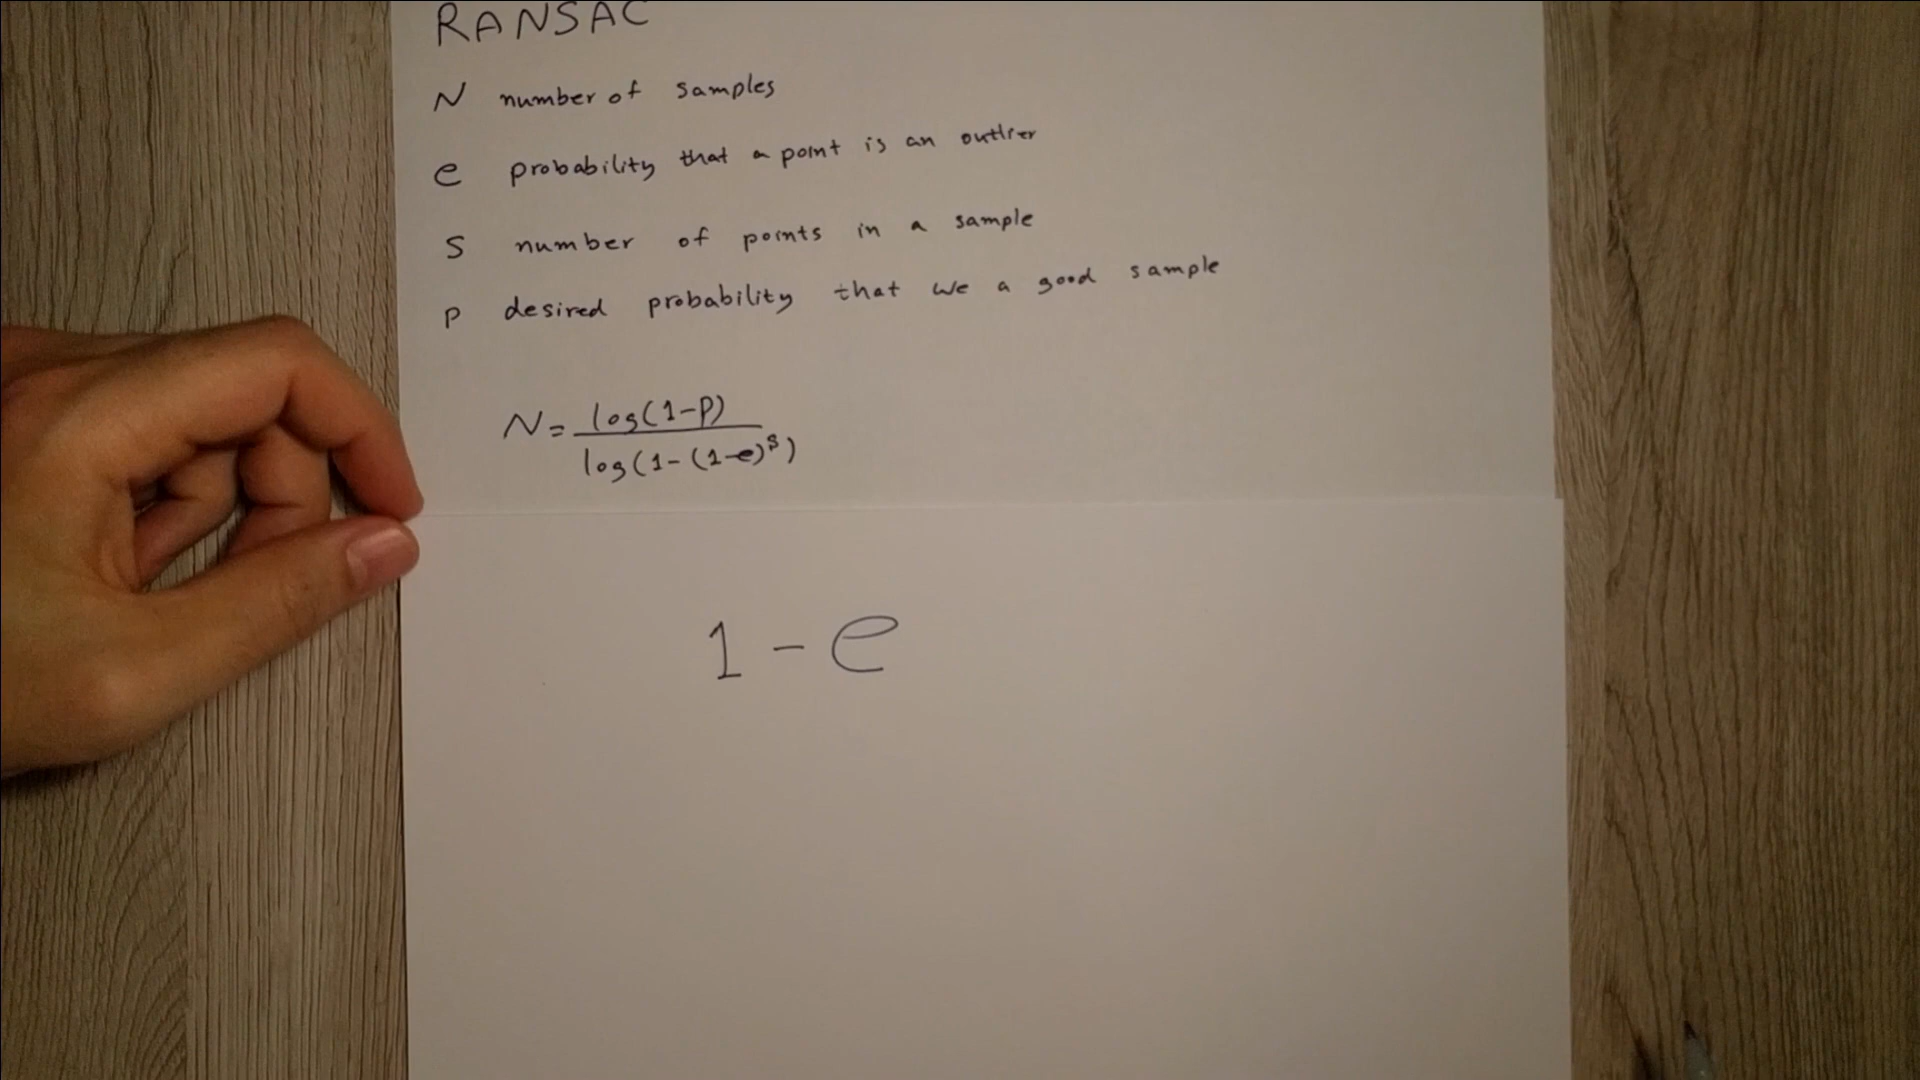 RANSAC
N number of samples
e probability that a point is an outlier
S number of points in a sample
p desired probability that we a good sample
N = log(1-p) / log(1-(1-e)^s)
1 - e